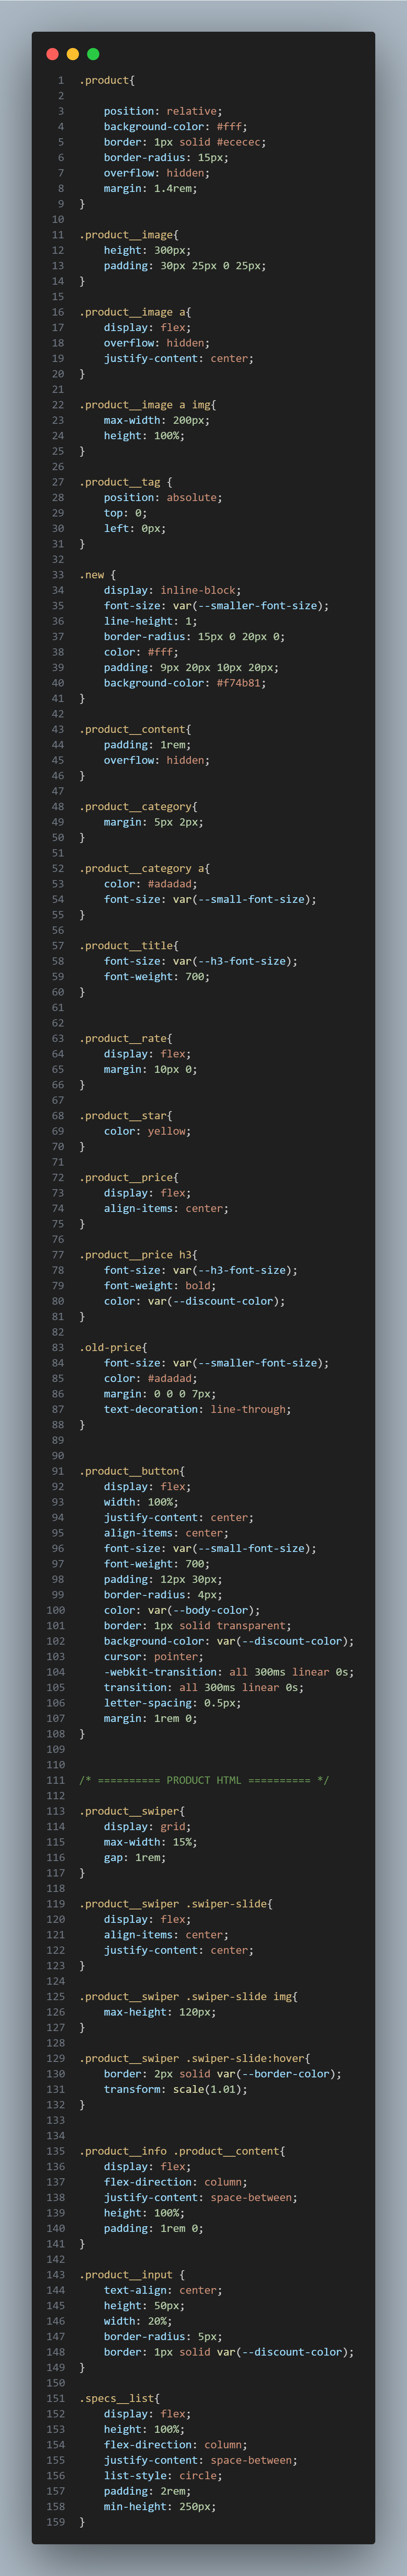 1 .product{
2
3     position: relative;
4     background-color: #fff;
5     border: 1px solid #ececec;
6     border-radius: 15px;
7     overflow: hidden;
8     margin: 1.4rem;
9 }
10
11 .product__image{
12     height: 300px;
13     padding: 30px 25px 0 25px;
14 }
15
16 .product__image a{
17     display: flex;
18     overflow: hidden;
19     justify-content: center;
20 }
21
22 .product__image a img{
23     max-width: 200px;
24     height: 100%;
25 }
26
27 .product__tag {
28     position: absolute;
29     top: 0;
30     left: 0px;
31 }
32
33 .new {
34     display: inline-block;
35     font-size: var(--smaller-font-size);
36     line-height: 1;
37     border-radius: 15px 0 20px 0;
38     color: #fff;
39     padding: 9px 20px 10px 20px;
40     background-color: #f74b81;
41 }
42
43 .product__content{
44     padding: 1rem;
45     overflow: hidden;
46 }
47
48 .product__category{
49     margin: 5px 2px;
50 }
51
52 .product__category a{
53     color: #adadad;
54     font-size: var(--small-font-size);
55 }
56
57 .product__title{
58     font-size: var(--h3-font-size);
59     font-weight: 700;
60 }
61
62
63 .product__rate{
64     display: flex;
65     margin: 10px 0;
66 }
67
68 .product__star{
69     color: yellow;
70 }
71
72 .product__price{
73     display: flex;
74     align-items: center;
75 }
76
77 .product__price h3{
78     font-size: var(--h3-font-size);
79     font-weight: bold;
80     color: var(--discount-color);
81 }
82
83 .old-price{
84     font-size: var(--smaller-font-size);
85     color: #adadad;
86     margin: 0 0 0 7px;
87     text-decoration: line-through;
88 }
89
90
91 .product__button{
92     display: flex;
93     width: 100%;
94     justify-content: center;
95     align-items: center;
96     font-size: var(--small-font-size);
97     font-weight: 700;
98     padding: 12px 30px;
99     border-radius: 4px;
100     color: var(--body-color);
101     border: 1px solid transparent;
102     background-color: var(--discount-color);
103     cursor: pointer;
104     -webkit-transition: all 300ms linear 0s;
105     transition: all 300ms linear 0s;
106     letter-spacing: 0.5px;
107     margin: 1rem 0;
108 }
109
110
111 /* ========== PRODUCT HTML ========== */
112
113 .product__swiper{
114     display: grid;
115     max-width: 15%;
116     gap: 1rem;
117 }
118
119 .product__swiper .swiper-slide{
120     display: flex;
121     align-items: center;
122     justify-content: center;
123 }
124
125 .product__swiper .swiper-slide img{
126     max-height: 120px;
127 }
128
129 .product__swiper .swiper-slide:hover{
130     border: 2px solid var(--border-color);
131     transform: scale(1.01);
132 }
133
134
135 .product__info .product__content{
136     display: flex;
137     flex-direction: column;
138     justify-content: space-between;
139     height: 100%;
140     padding: 1rem 0;
141 }
142
143 .product__input {
144     text-align: center;
145     height: 50px;
146     width: 20%;
147     border-radius: 5px;
148     border: 1px solid var(--discount-color);
149 }
150
151 .specs__list{
152     display: flex;
153     height: 100%;
154     flex-direction: column;
155     justify-content: space-between;
156     list-style: circle;
157     padding: 2rem;
158     min-height: 250px;
159 }